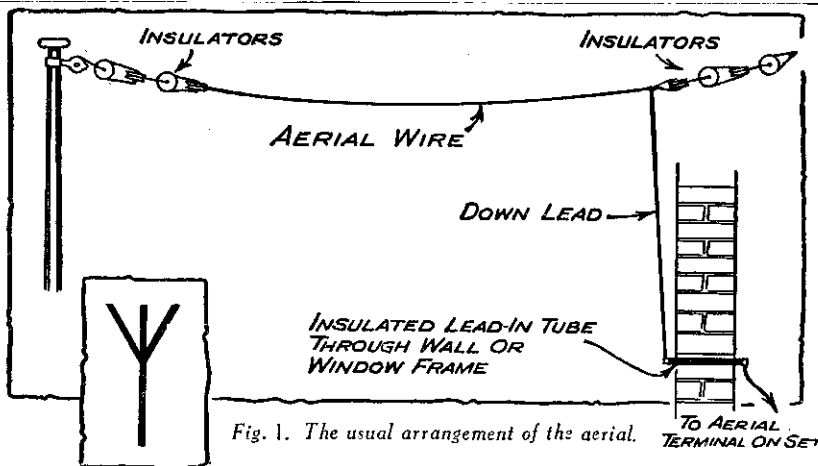 INSULATORS
INSULATORS
AERIAL WIRE
DOWN LEAD
INSULATED LEAD-IN TUBE
THROUGH WALL OR
WINDOW FRAME
TO AERIAL
TERMINAL ON SET
Fig. 1. The usual arrangement of the aerial.